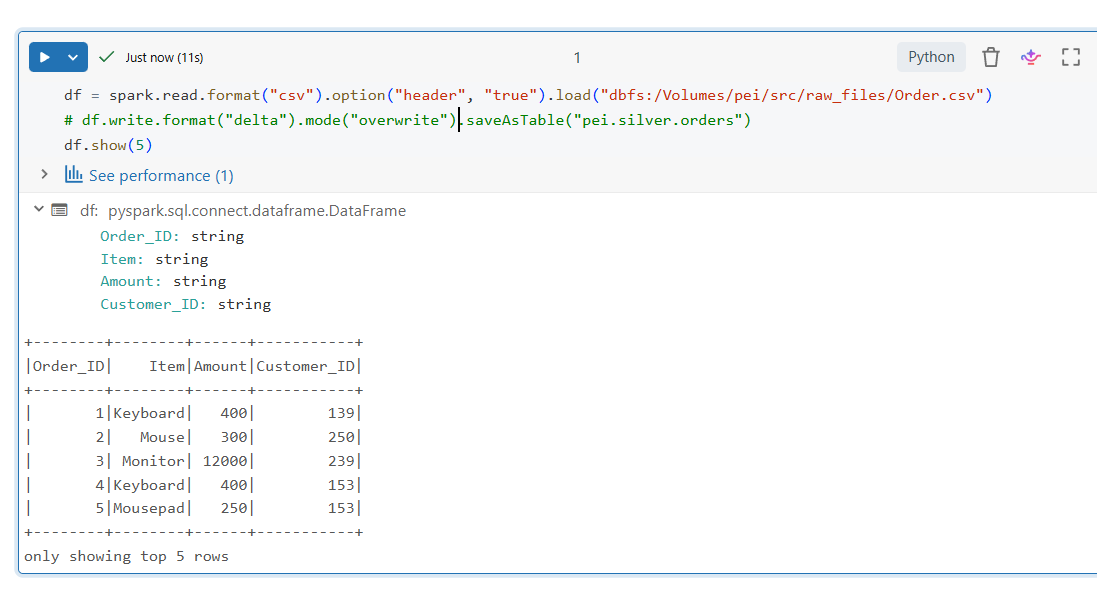 Just now (11s)
1
Python
df = spark.read.format("csv").option("header", "true").load("dbfs:/Volumes/pei/src/raw_files/Order.csv")
# df.write.format("delta").mode("overwrite").saveAsTable("pei.silver.orders")
df.show(5)
See performance (1)
df: pyspark.sql.connect.dataframe.DataFrame
Order_ID: string
Item: string
Amount: string
Customer_ID: string
+--------+--------+------+-----------+
|Order_ID|    Item|Amount|Customer_ID|
+--------+--------+------+-----------+
|       1|Keyboard|   400|        139|
|       2|   Mouse|   300|        250|
|       3| Monitor| 12000|        239|
|       4|Keyboard|   400|        153|
|       5|Mousepad|   250|        153|
+--------+--------+------+-----------+
only showing top 5 rows